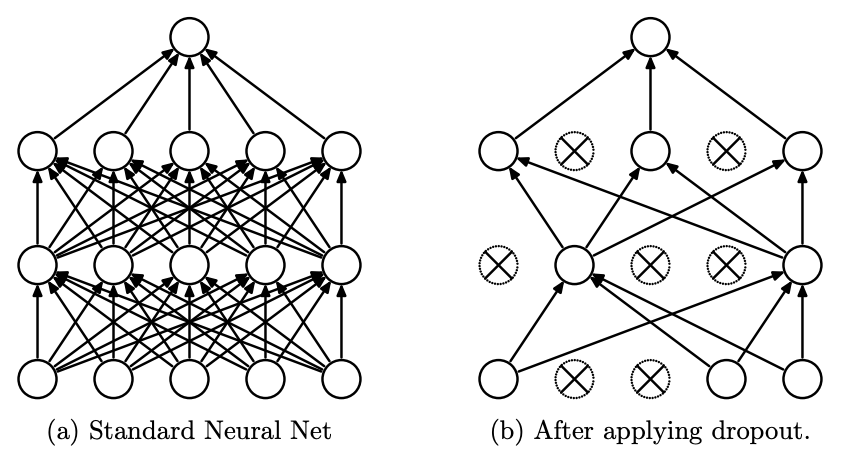 (a) Standard Neural Net
(b) After applying dropout.